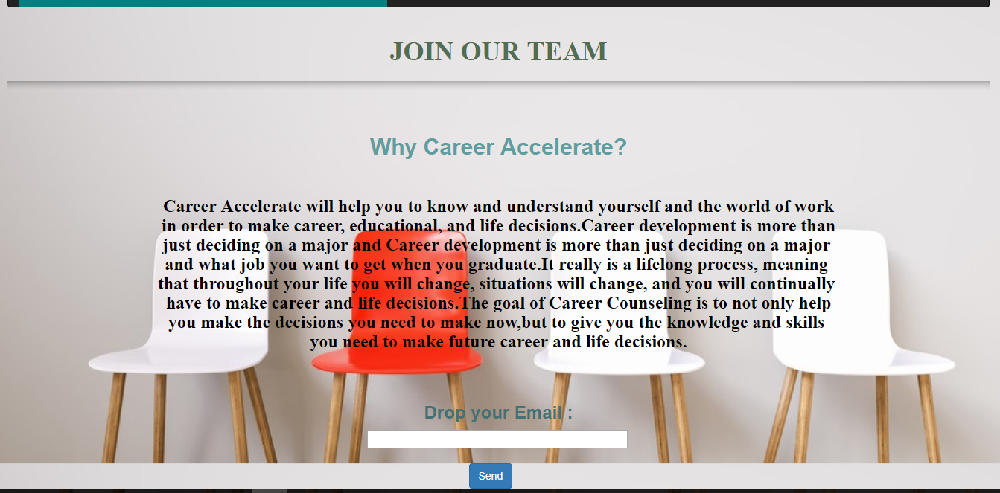 JOIN OUR TEAM
Why Career Accelerate?
Career Accelerate will help you to know and understand yourself and the world of work
in order to make career, educational, and life decisions.Career development is more than
just deciding on a major and Career development is more than just deciding on a major
and what job you want to get when you graduate.It really is a lifelong process, meaning
that throughout your life you will change, situations will change, and you will continually
have to make career and life decisions.The goal of Career Counseling is to not only help
you make the decisions you need to make now,but to give you the knowledge and skills
you need to make future career and life decisions.
Drop your Email :
Send